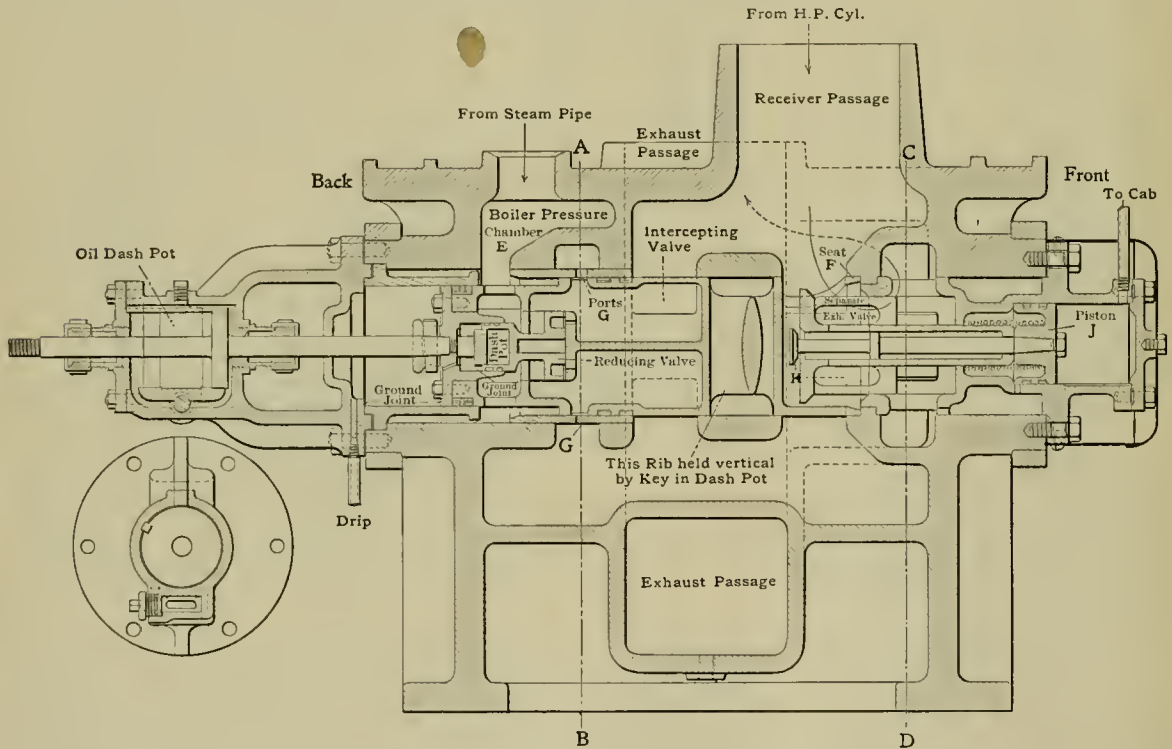 From H.P. Cyl.
Receiver Passage
From Steam Pipe
A
Exhaust
Passage
C
Back
Front
To Cab
Boiler Pressure
Chamber
E
Intercepting
Valve
Oil Dash Pot
Seat
F
Ports
G
Separate
Exh. Valve
Piston
J
Dash
Pot
Reducing Valve
H
Ground
Joint
Ground
Joint
G
This Rib held vertical
by Key in Dash Pot
Drip
Exhaust Passage
B
D